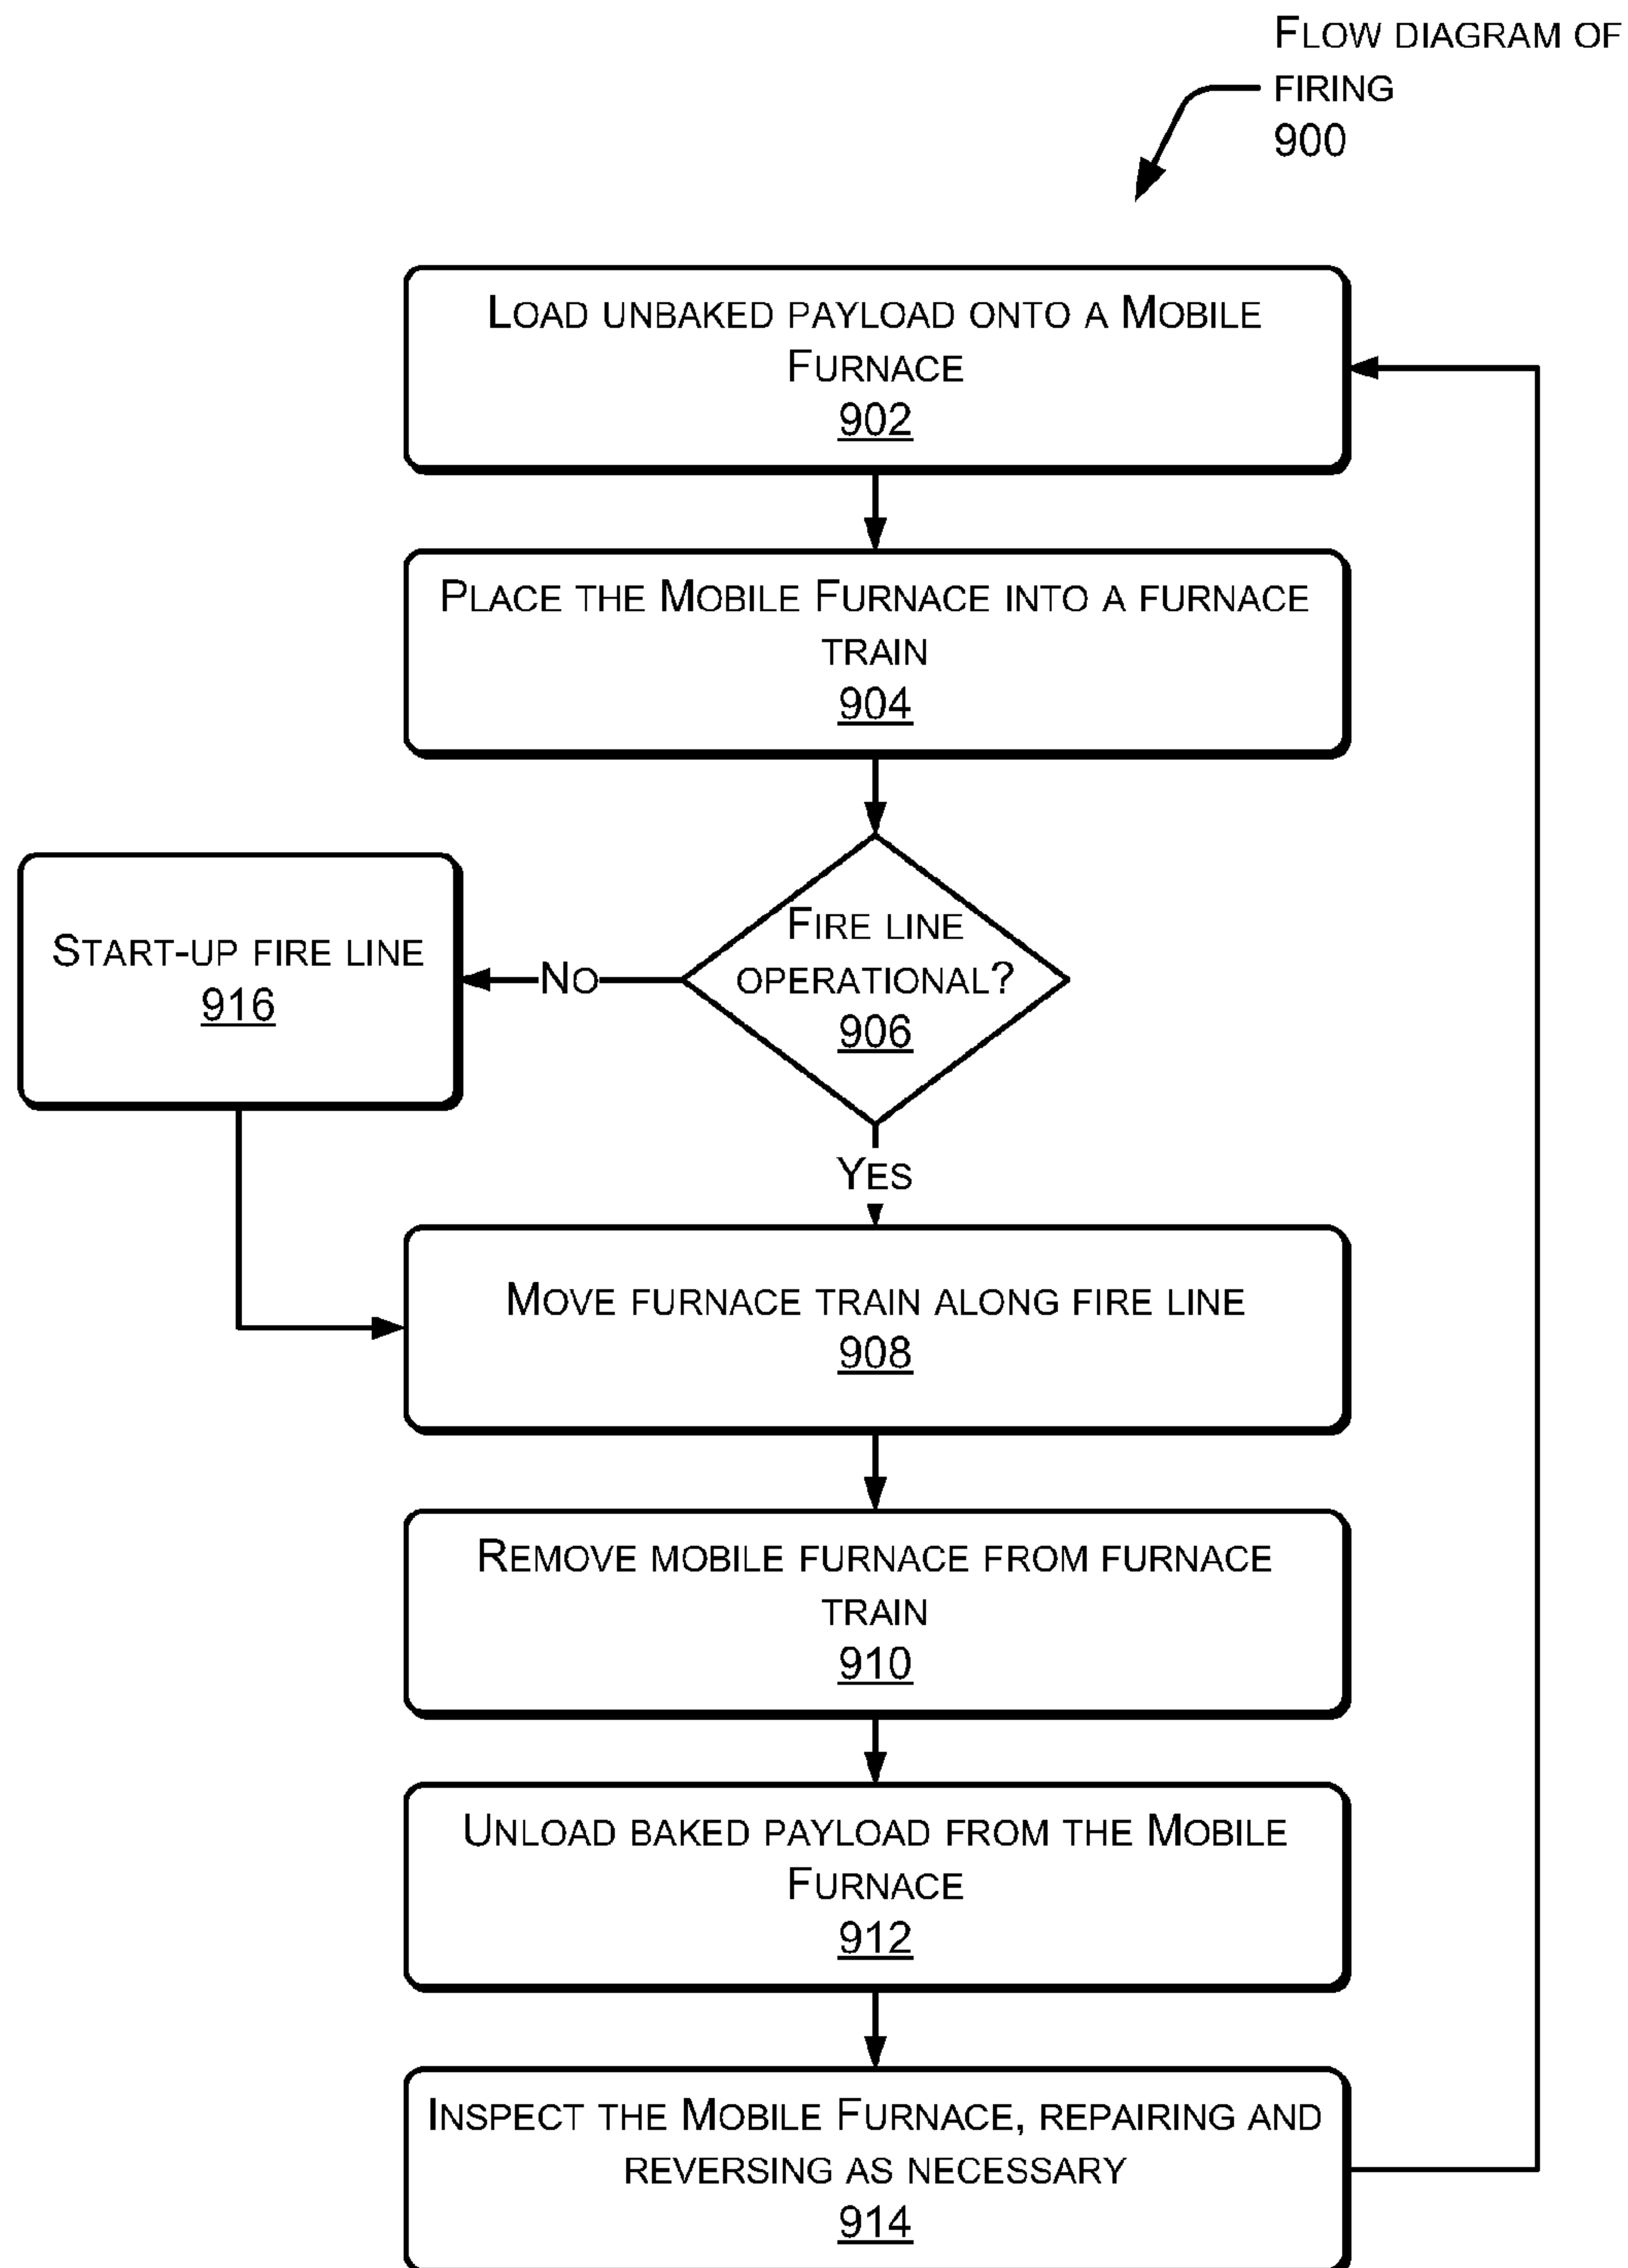 FLOW DIAGRAM OF
FIRING
900
LOAD UNBAKED PAYLOAD ONTO A MOBILE
FURNACE
902
PLACE THE MOBILE FURNACE INTO A FURNACE
TRAIN
904
FIRE LINE
OPERATIONAL?
906
NO
START-UP FIRE LINE
916
YES
MOVE FURNACE TRAIN ALONG FIRE LINE
908
REMOVE MOBILE FURNACE FROM FURNACE
TRAIN
910
UNLOAD BAKED PAYLOAD FROM THE MOBILE
FURNACE
912
INSPECT THE MOBILE FURNACE, REPAIRING AND
REVERSING AS NECESSARY
914